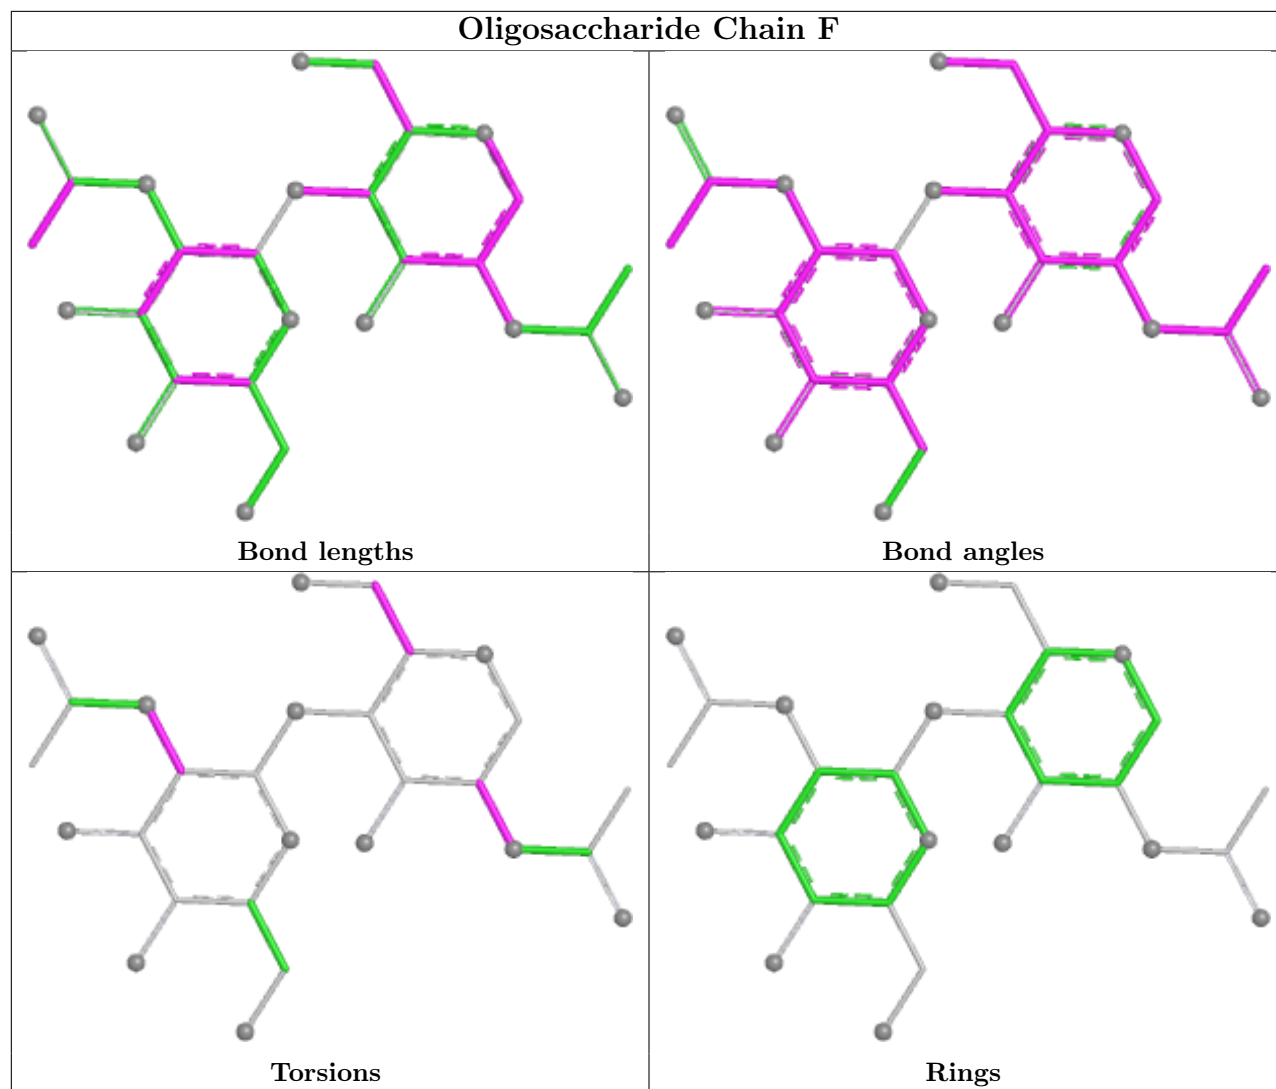 Oligosaccharide Chain F
Bond lengths
Bond angles
Torsions
Rings